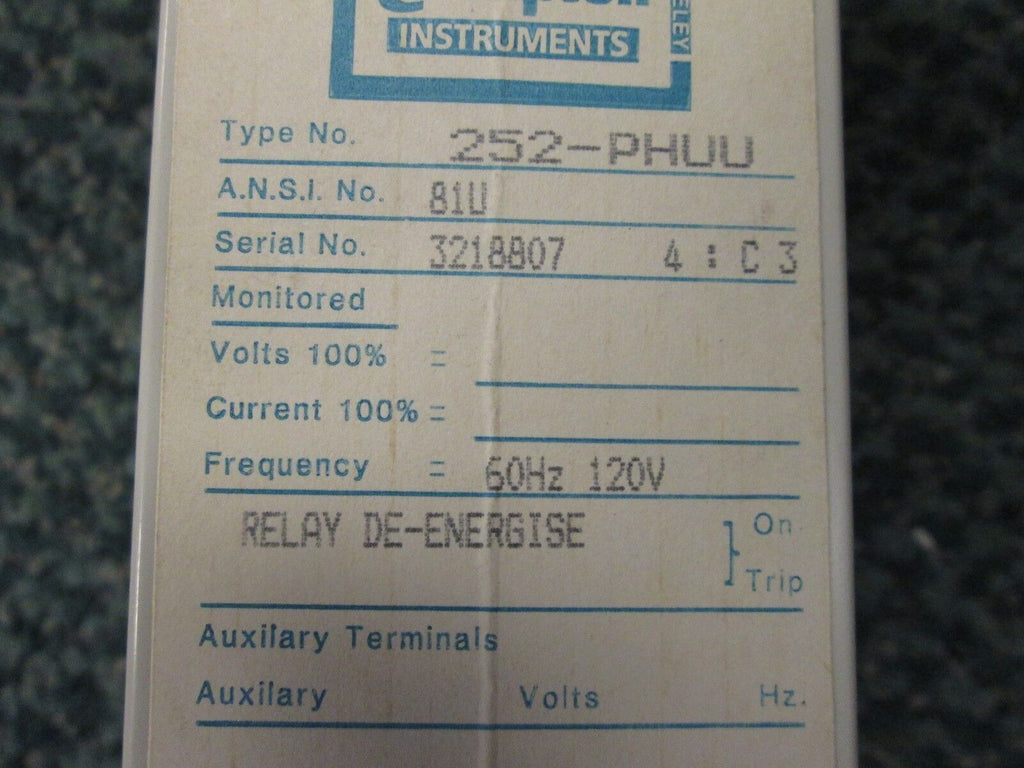 INSTRUMENTS
Type No. 252-PHUU
A.N.S.I. No. 81U
Serial No. 3218807 4 : C 3
Monitored
Volts 100% =
Current 100% =
Frequency = 60Hz 120V
RELAY DE-ENERGISE } On
Trip
Auxilary Terminals
Auxilary Volts Hz.